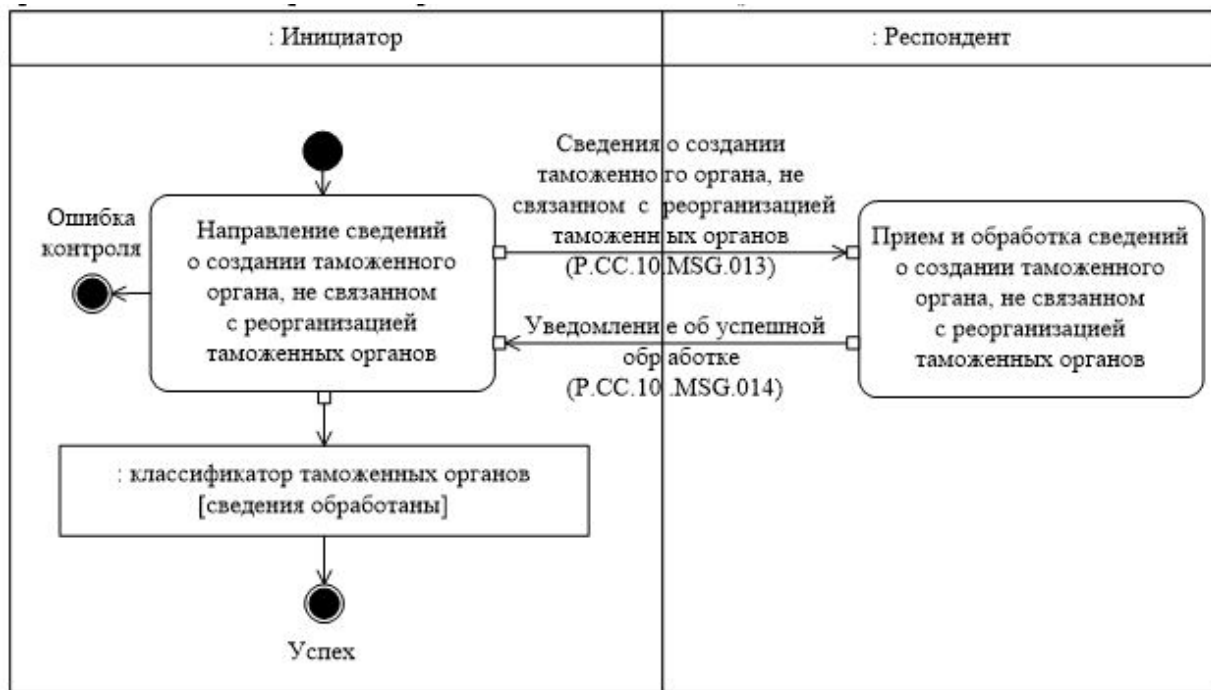 : Инициатор
: Респондент
Ошибка
контроля
Направление сведений
о создании таможенного
органа, не связанном
с реорганизацией
таможенных органов
Сведения о создании
таможенного органа, не
связанном с реорганизацией
таможенных органов
(P.CC.10.MSG.013)
Уведомление об успешной
обработке
(P.CC.10.MSG.014)
Прием и обработка сведений
о создании таможенного
органа, не связанном
с реорганизацией
таможенных органов
: классификатор таможенных органов
[сведения обработаны]
Успех